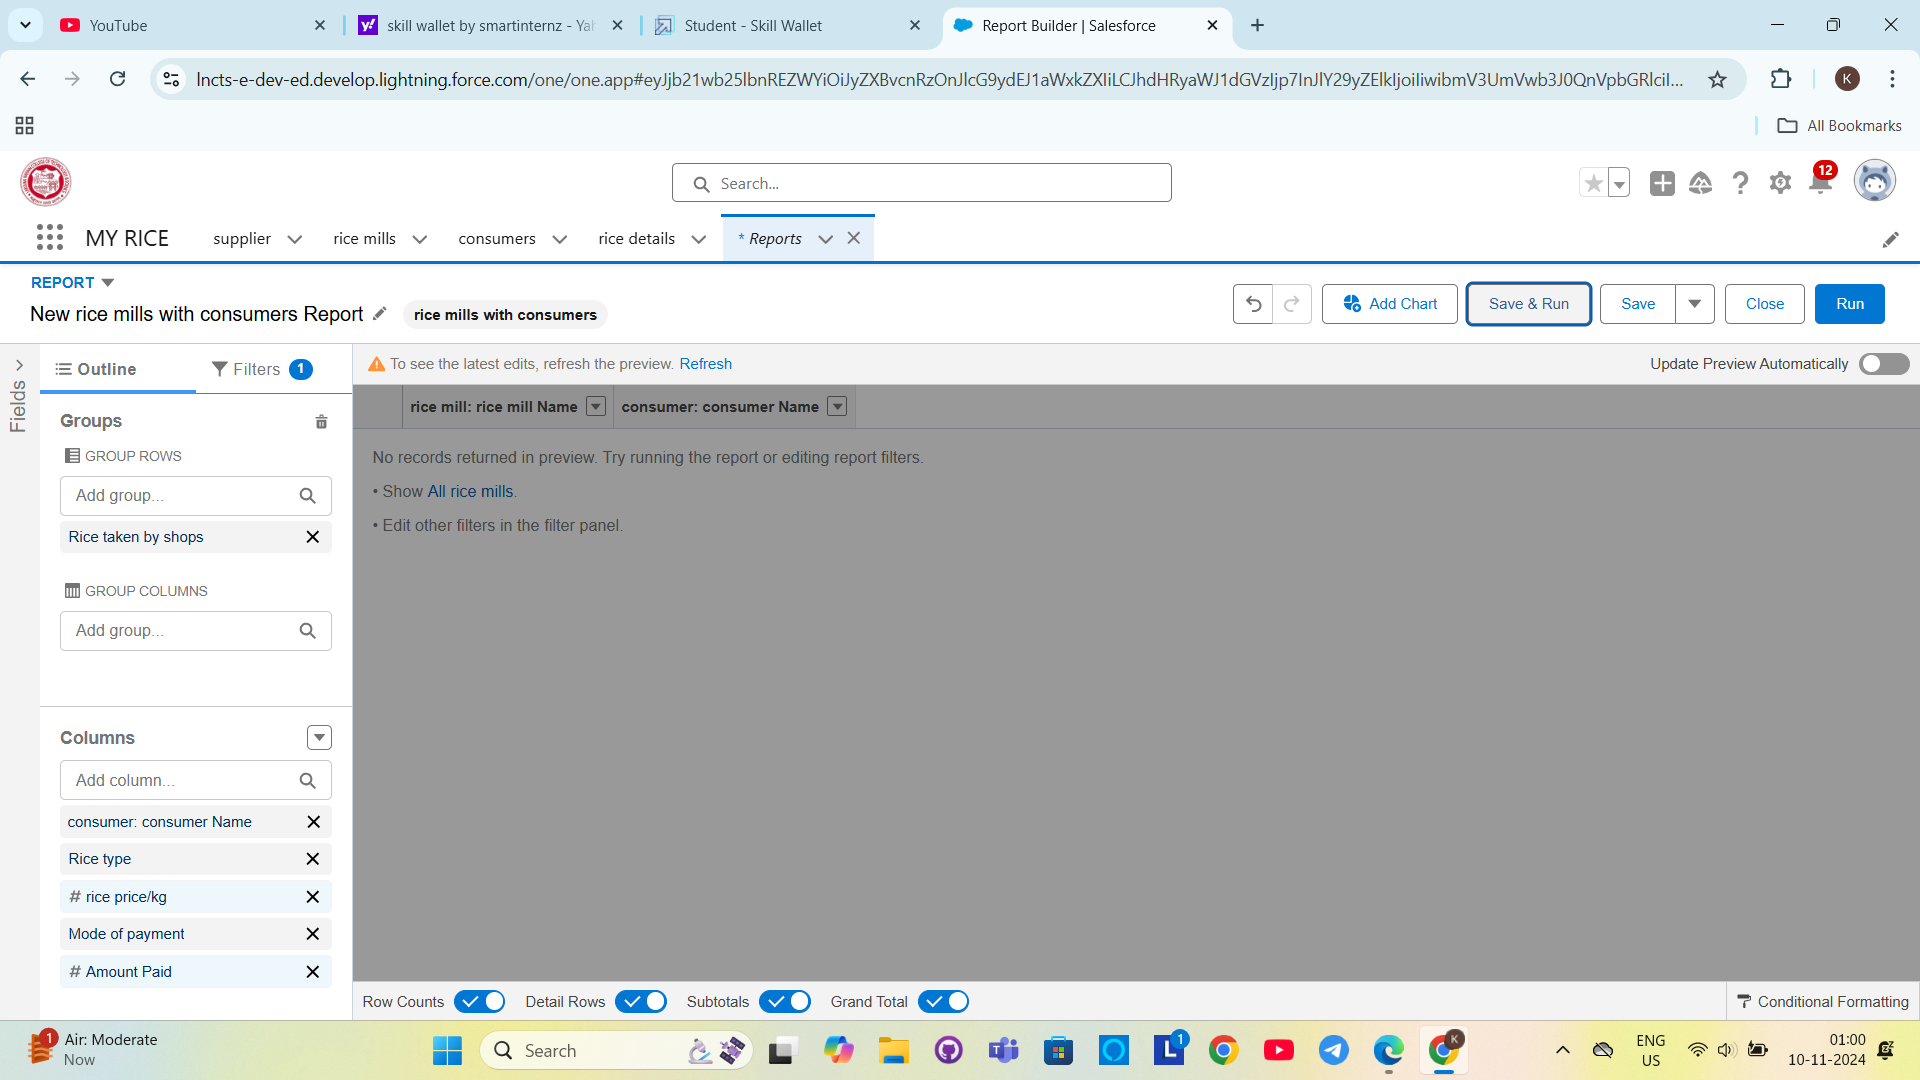 YouTube
skill wallet by smartinternz - Yah
Student - Skill Wallet
Report Builder | Salesforce
lncts-e-dev-ed.develop.lightning.force.com/one/one.app#
All Bookmarks
Search...
12
MY RICE
supplier
rice mills
consumers
rice details
* Reports
REPORT
New rice mills with consumers Report
rice mills with consumers
Add Chart
Save & Run
Save
Close
Run
Fields
Outline
Filters 1
To see the latest edits, refresh the preview. Refresh
Update Preview Automatically
Groups
GROUP ROWS
Add group...
Rice taken by shops
GROUP COLUMNS
Add group...
rice mill: rice mill Name
consumer: consumer Name
No records returned in preview. Try running the report or editing report filters.
• Show All rice mills.
• Edit other filters in the filter panel.
Columns
Add column...
consumer: consumer Name
Rice type
# rice price/kg
Mode of payment
# Amount Paid
Row Counts
Detail Rows
Subtotals
Grand Total
Conditional Formatting
1
Air: Moderate
Now
Search
L
1
K
ENG
US
01:00
10-11-2024